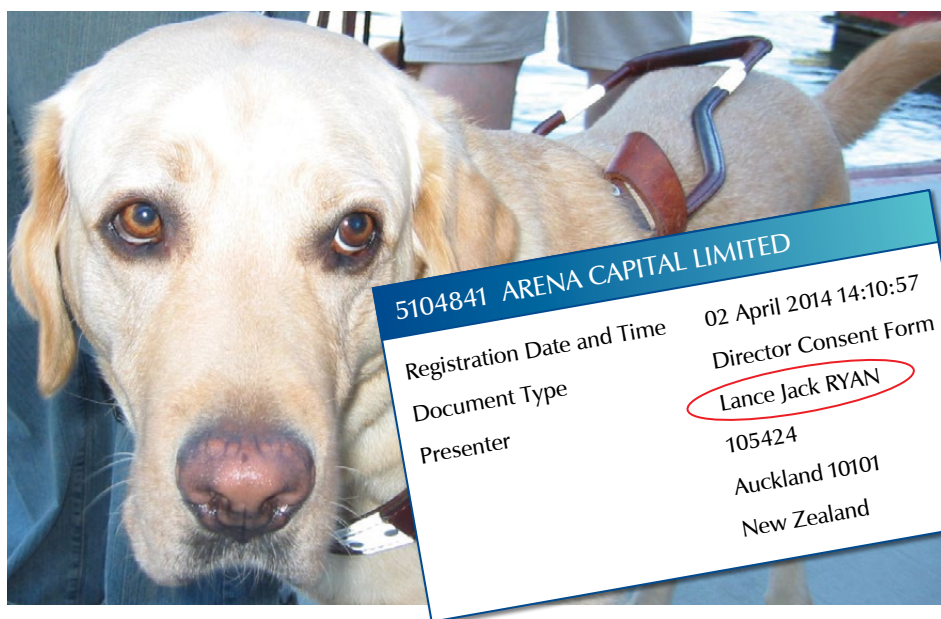 5104841 ARENA CAPITAL LIMITED
Registration Date and Time 02 April 2014 14:10:57
Document Type Director Consent Form
Presenter Lance Jack RYAN
105424
Auckland 10101
New Zealand